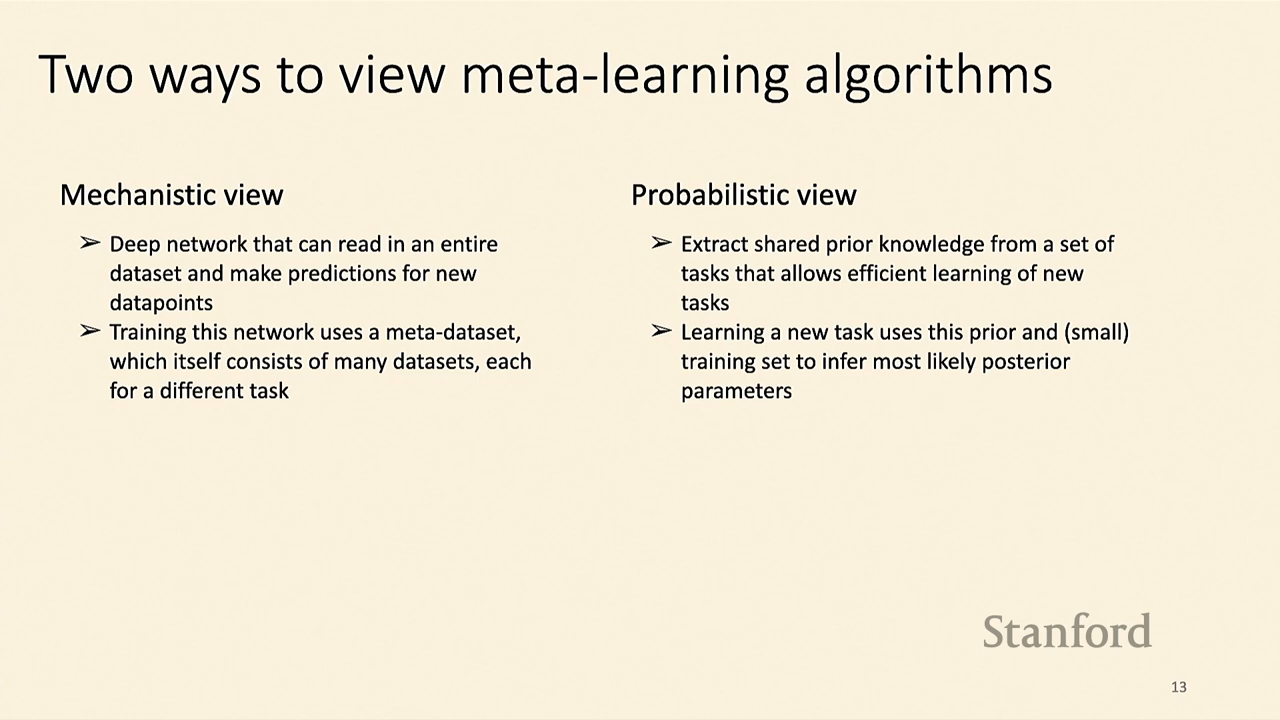 Two ways to view meta-learning algorithms
Mechanistic view
➢ Deep network that can read in an entire
dataset and make predictions for new
datapoints
➢ Training this network uses a meta-dataset,
which itself consists of many datasets, each
for a different task
Probabilistic view
➢ Extract shared prior knowledge from a set of
tasks that allows efficient learning of new
tasks
➢ Learning a new task uses this prior and (small)
training set to infer most likely posterior
parameters
Stanford
13